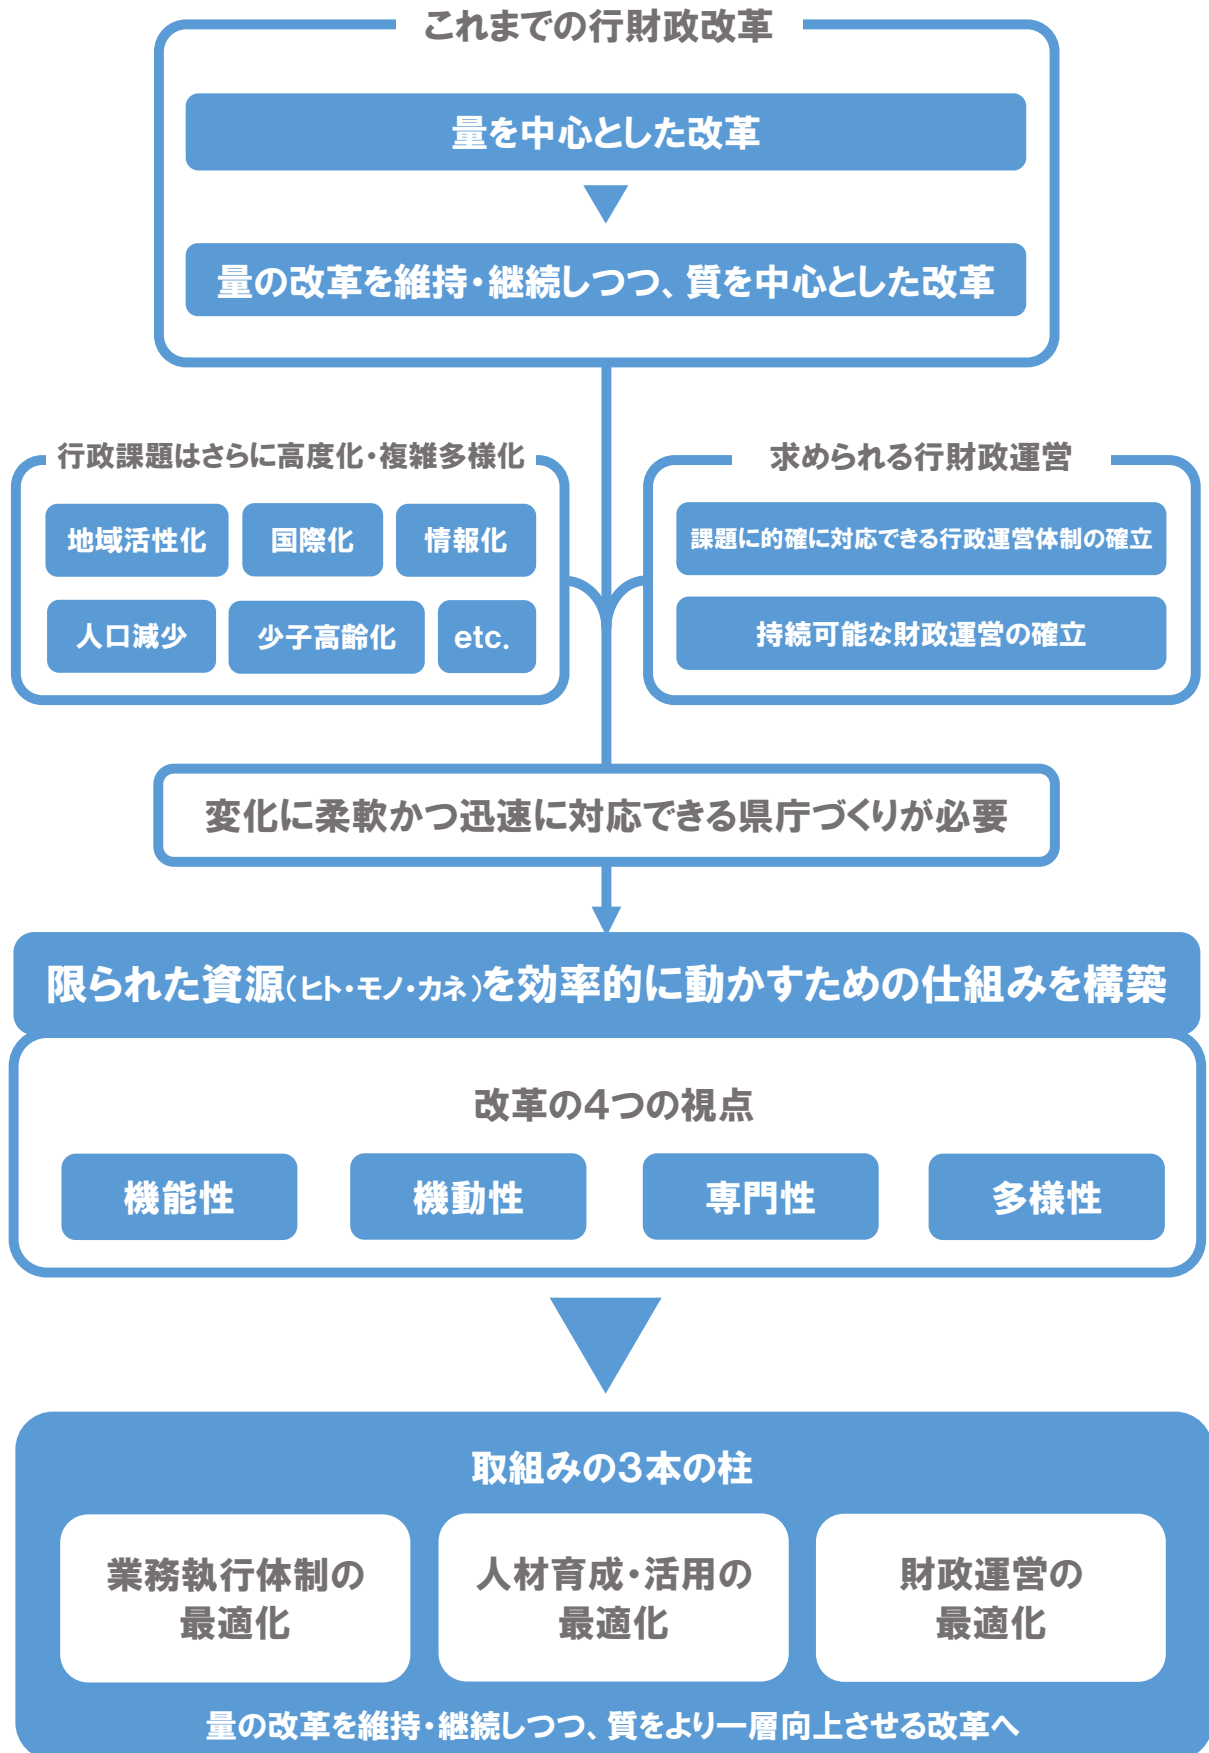 これまでの行財政改革
量を中心とした改革
量の改革を維持・継続しつつ、質を中心とした改革
行政課題はさらに高度化・複雑多様化
地域活性化
国際化
情報化
人口減少
少子高齢化
etc.
求められる行財政運営
課題に的確に対応できる行政運営体制の確立
持続可能な財政運営の確立
変化に柔軟かつ迅速に対応できる県庁づくりが必要
限られた資源(ヒト・モノ・カネ)を効率的に動かすための仕組みを構築
改革の4つの視点
機能性
機動性
専門性
多様性
取組みの3本の柱
業務執行体制の
最適化
人材育成・活用の
最適化
財政運営の
最適化
量の改革を維持・継続しつつ、質をより一層向上させる改革へ